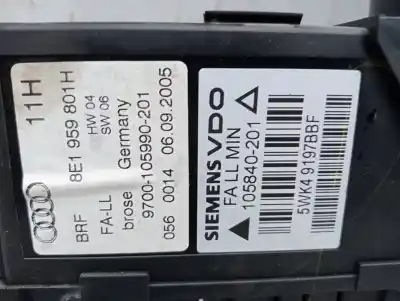 11H
BRF 8E1 959 801H
FA-LL HW 04
SW 06
brose Germany
9700-105990-201
056 0014 06.09.2005
SIEMENS VDO
FA LL MIN
105840-201
5WK4 9197BBF